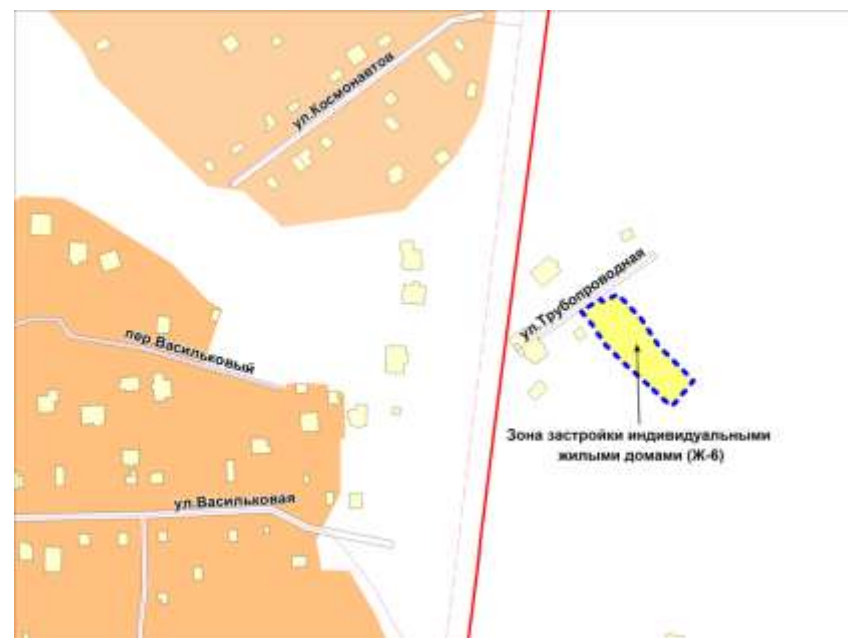 ул.Космонавтов
ул.Трубопроводная
пер.Васильковый
Зона застройки индивидуальными
жилыми домами (Ж-6)
ул.Васильковая